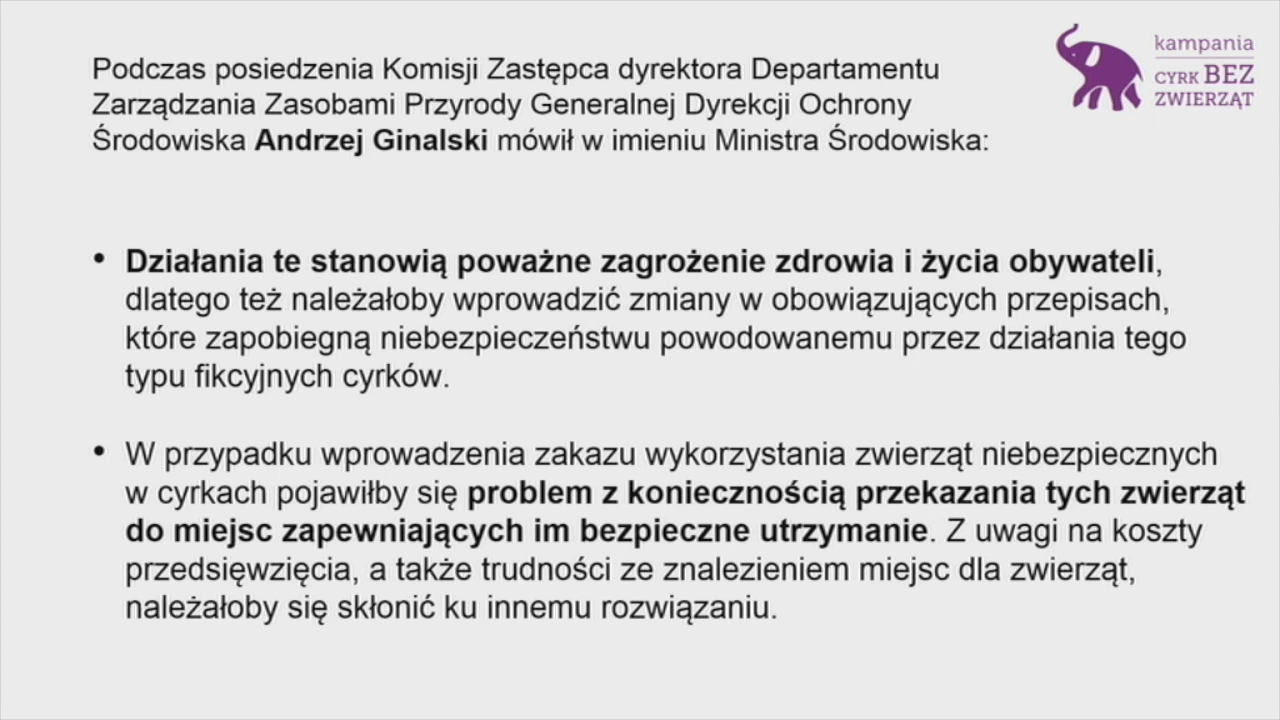 Podczas posiedzenia Komisji Zastępca dyrektora Departamentu
Zarządzania Zasobami Przyrody Generalnej Dyrekcji Ochrony
Środowiska Andrzej Ginalski mówił w imieniu Ministra Środowiska:
kampania
CYRK BEZ
ZWIERZĄT
• Działania te stanowią poważne zagrożenie zdrowia i życia obywateli,
dlatego też należałoby wprowadzić zmiany w obowiązujących przepisach,
które zapobiegną niebezpieczeństwu powodowanemu przez działania tego
typu fikcyjnych cyrków.
• W przypadku wprowadzenia zakazu wykorzystania zwierząt niebezpiecznych
w cyrkach pojawiłby się problem z koniecznością przekazania tych zwierząt
do miejsc zapewniających im bezpieczne utrzymanie. Z uwagi na koszty
przedsięwzięcia, a także trudności ze znalezieniem miejsc dla zwierząt,
należałoby się skłonić ku innemu rozwiązaniu.